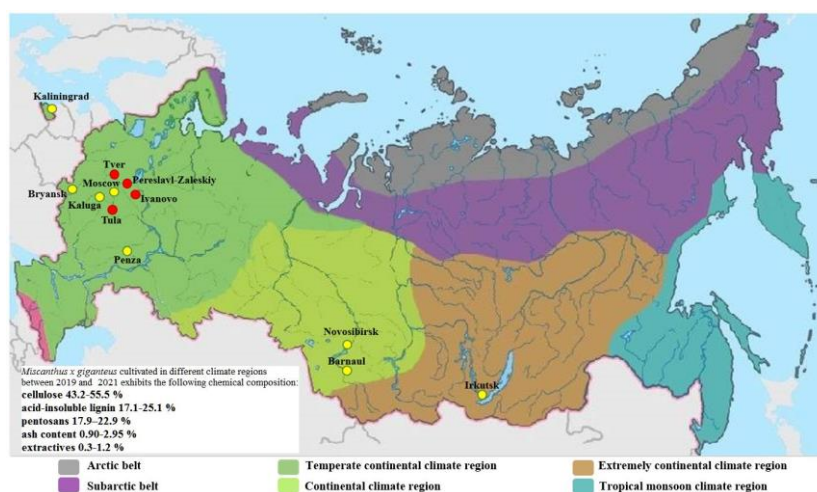 Kaliningrad
Tver
Moscow
Pereslavl-Zaleskiy
Bryansk
Ivanovo
Kaluga
Tula
Penza
Novosibirsk
Barnaul
Irkutsk
Miscanthus x giganteus cultivated in different climate regions
between 2019 and 2021 exhibits the following chemical composition:
cellulose 43.2-55.5 %
acid-insoluble lignin 17.1-25.1 %
pentosans 17.9–22.9 %
ash content 0.90-2.95 %
extractives 0.3-1.2 %
Arctic belt
Temperate continental climate region
Extremely continental climate region
Subarctic belt
Continental climate region
Tropical monsoon climate region